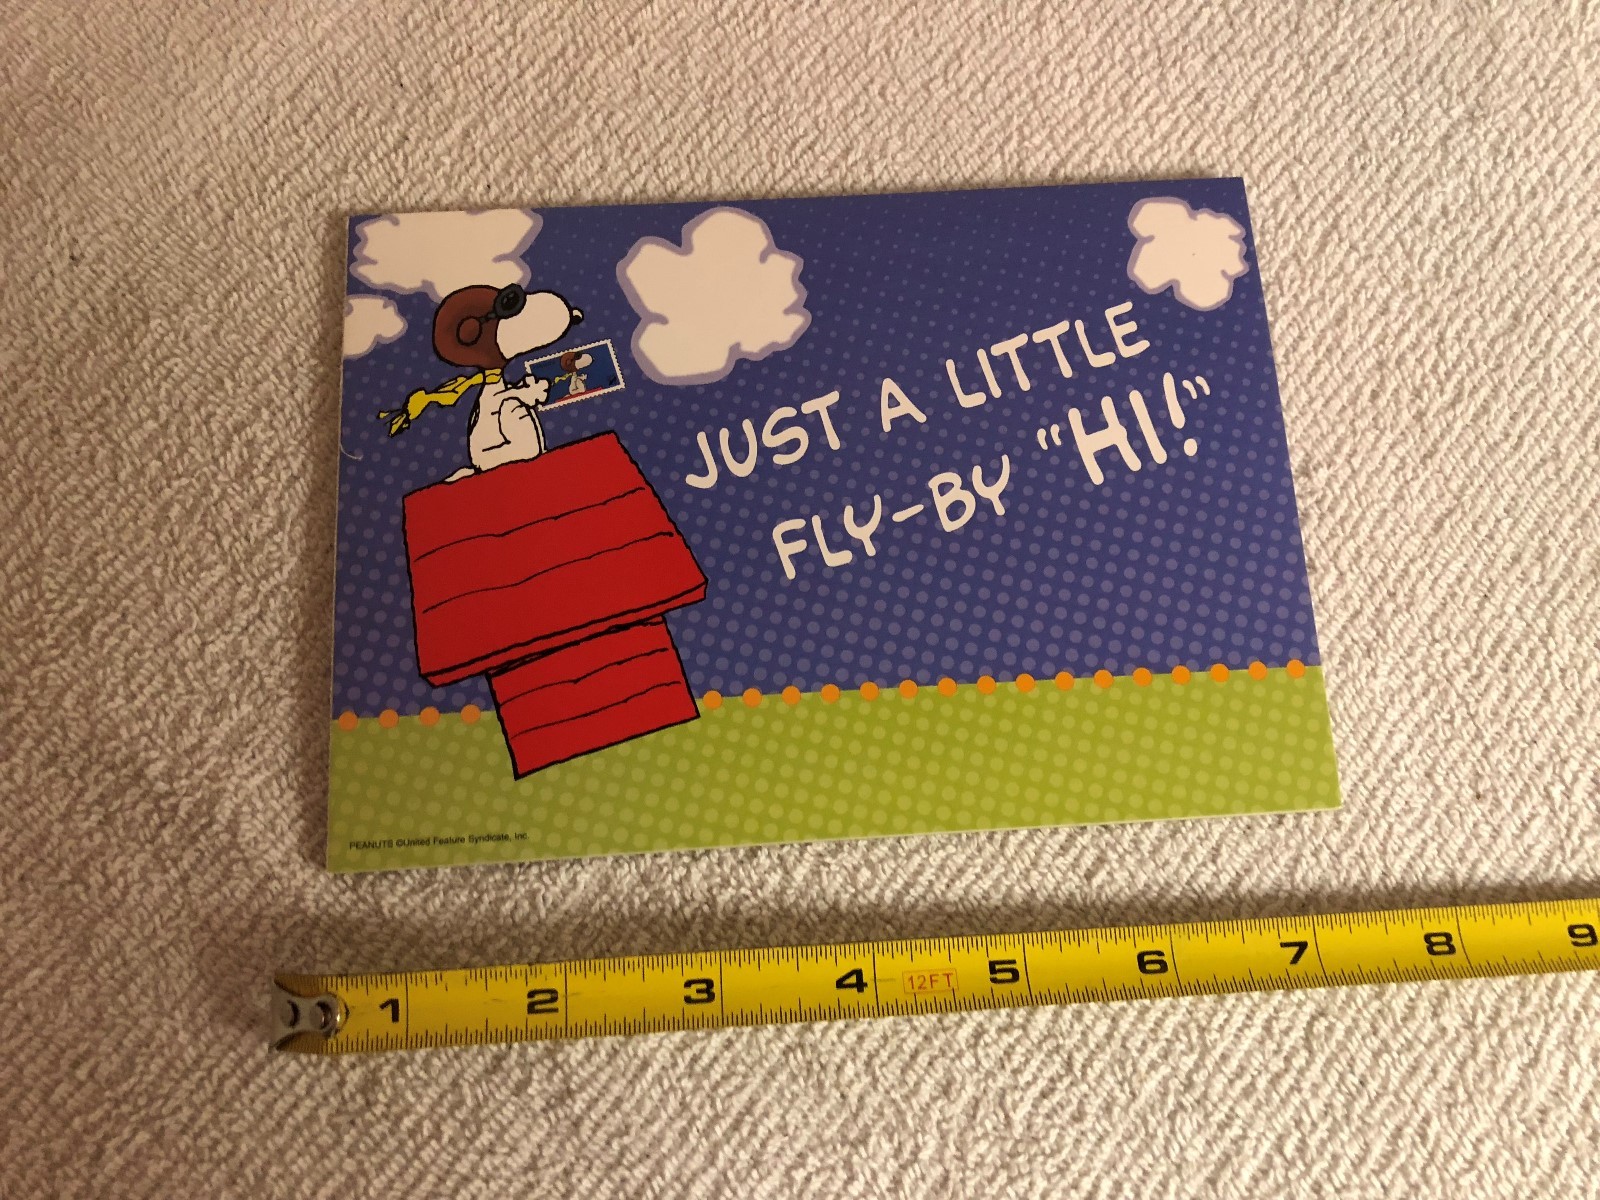 JUST A LITTLE
FLY-BY "HI!"
PEANUTS ©United Feature Syndicate, Inc.
1 2 3 4 12FT 5 6 7 8 9